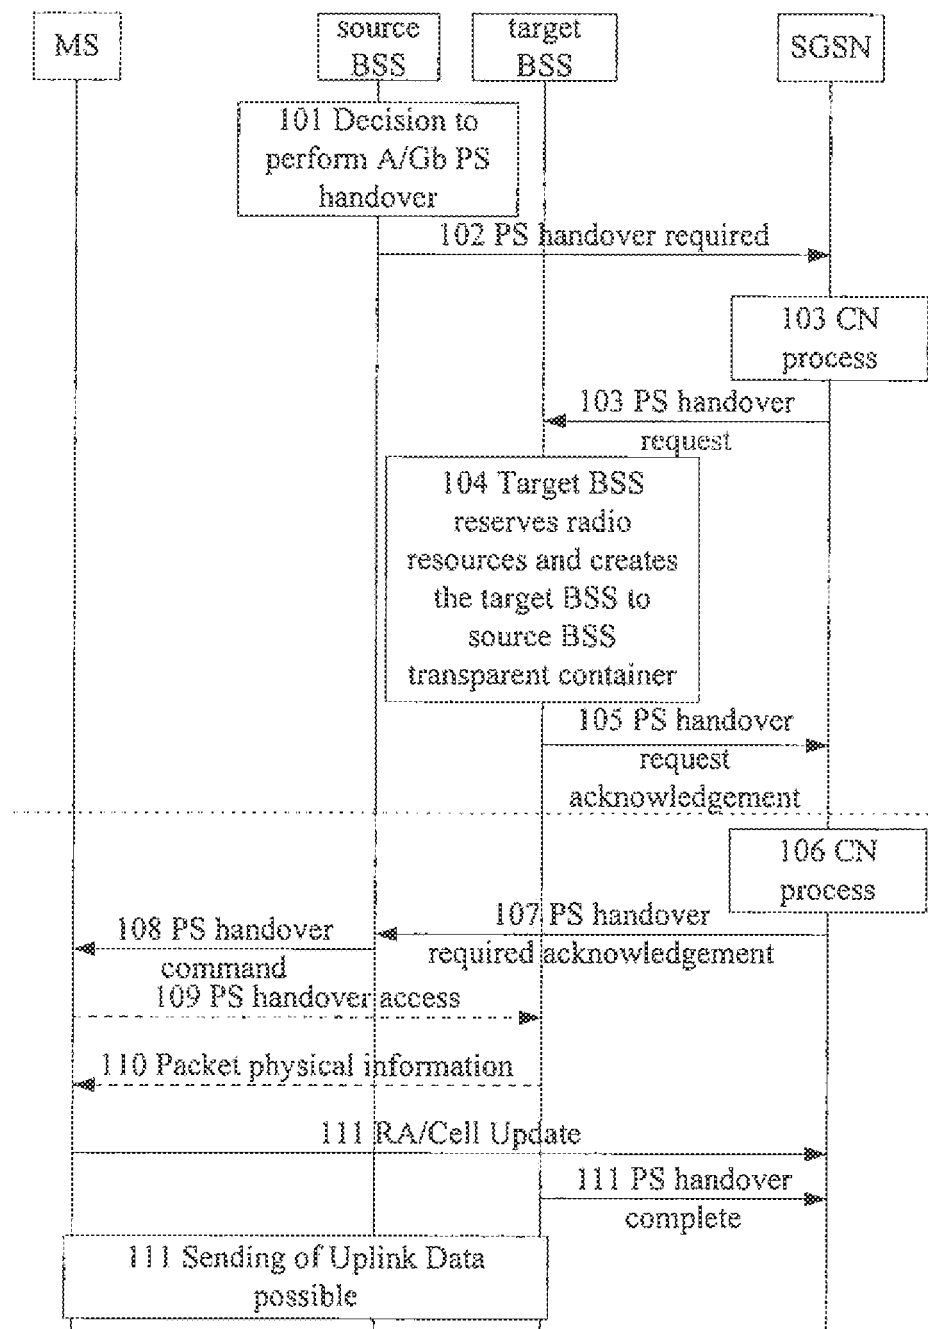 MS
source
BSS
target
BSS
SGSN
101 Decision to
perform A/Gb PS
handover
102 PS handover required
103 CN
process
103 PS handover
request
104 Target BSS
reserves radio
resources and creates
the target BSS to
source BSS
transparent container
105 PS handover
request
acknowledgement
106 CN
process
107 PS handover
required acknowledgement
108 PS handover
command
109 PS handover access
110 Packet physical information
111 RA/Cell Update
111 PS handover
complete
111 Sending of Uplink Data
possible